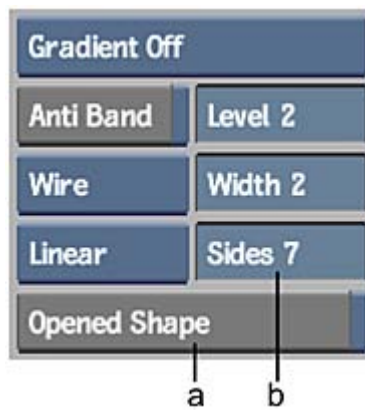 Gradient Off
Anti Band Level 2
Wire Width 2
Linear Sides 7
Opened Shape
a b